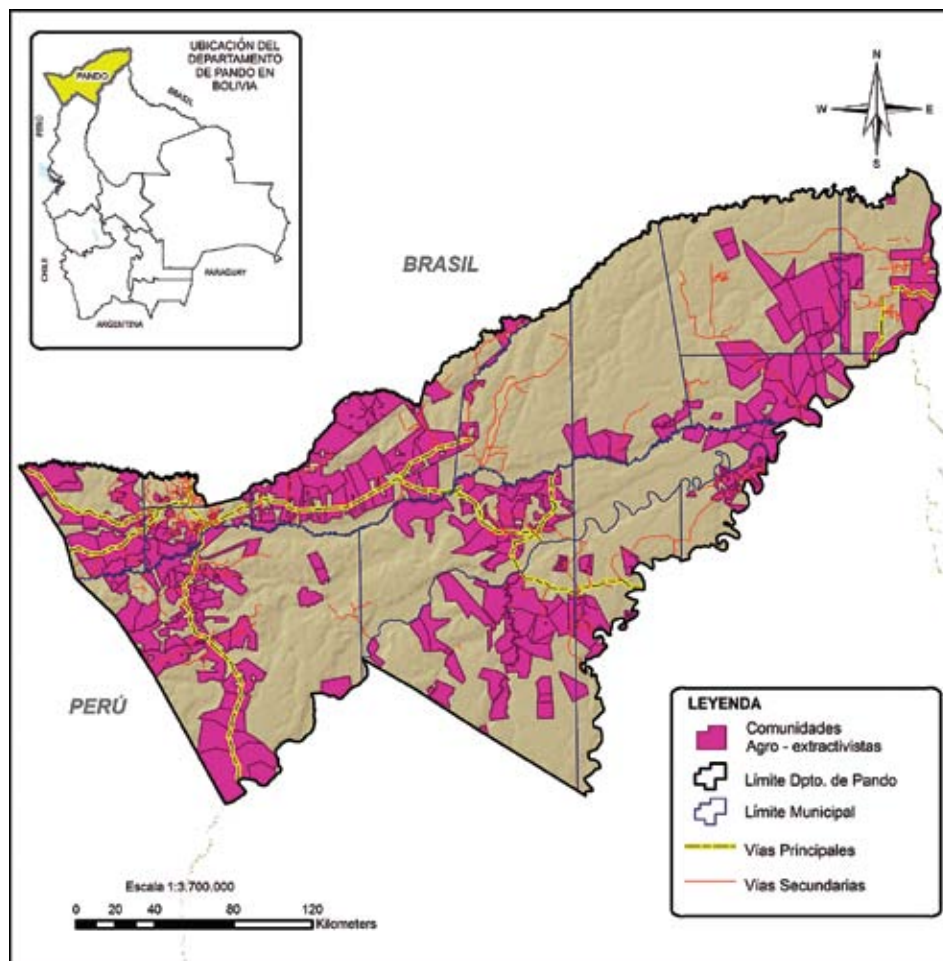 UBICACIÓN DEL
DEPARTAMENTO
DE PANDO EN
BOLIVIA
PANDO
BRASIL
PERÚ
CHILE
PARAGUAY
ARGENTINA
N
W
E
S
BRASIL
PERÚ
LEYENDA
Comunidades
Agro - extractivistas
Límite Dpto. de Pando
Límite Municipal
Vías Principales
Vías Secundarias
Escala 1:3.700.000
0 20 40 80 120
Kilometers